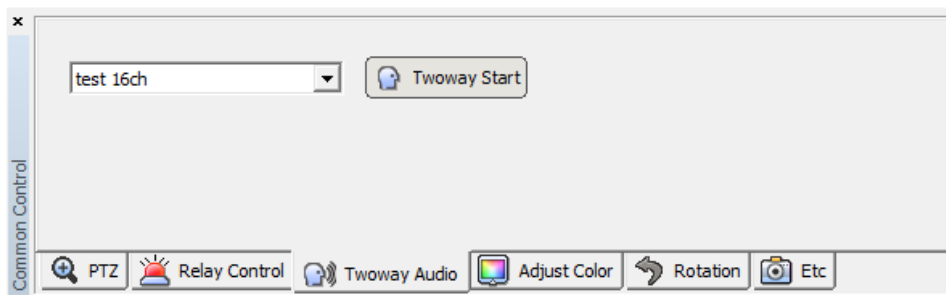 test 16ch
Twoway Start
Common Control
PTZ
Relay Control
Twoway Audio
Adjust Color
Rotation
Etc